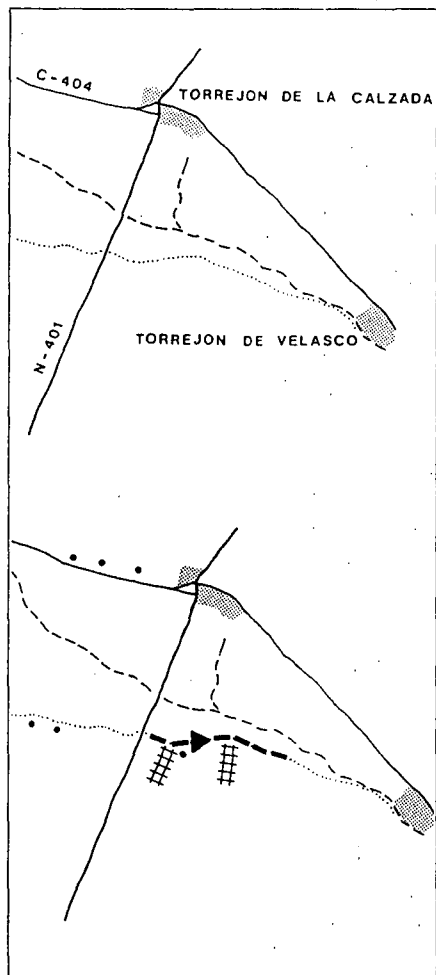 C-404
TORREJON DE LA CALZADA
N-401
TORREJON DE VELASCO